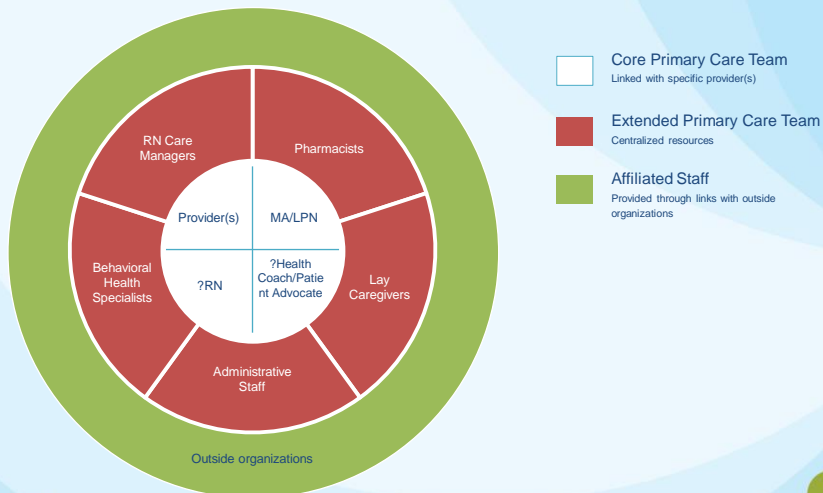 RN Care
Managers
Pharmacists
Provider(s)
MA/LPN
Behavioral
Health
Specialists
?RN
?Health
Coach/Patie
nt Advocate
Lay
Caregivers
Administrative
Staff
Outside organizations
Core Primary Care Team
Linked with specific provider(s)
Extended Primary Care Team
Centralized resources
Affiliated Staff
Provided through links with outside
organizations